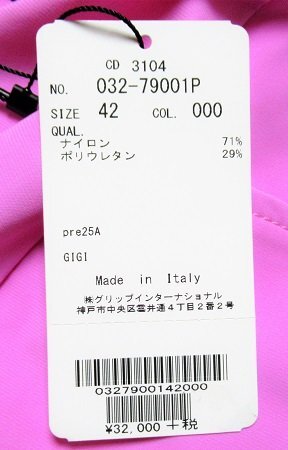 CD 3104
NO. 032-79001P
SIZE 42 COL. 000
QUAL.
ナイロン 71%
ポリウレタン 29%
pre25A
GIGI
Made in Italy
㈱グリップインターナショナル
神戸市中央区雲井通４丁目２番２号
0327900142000
¥32,000 +税